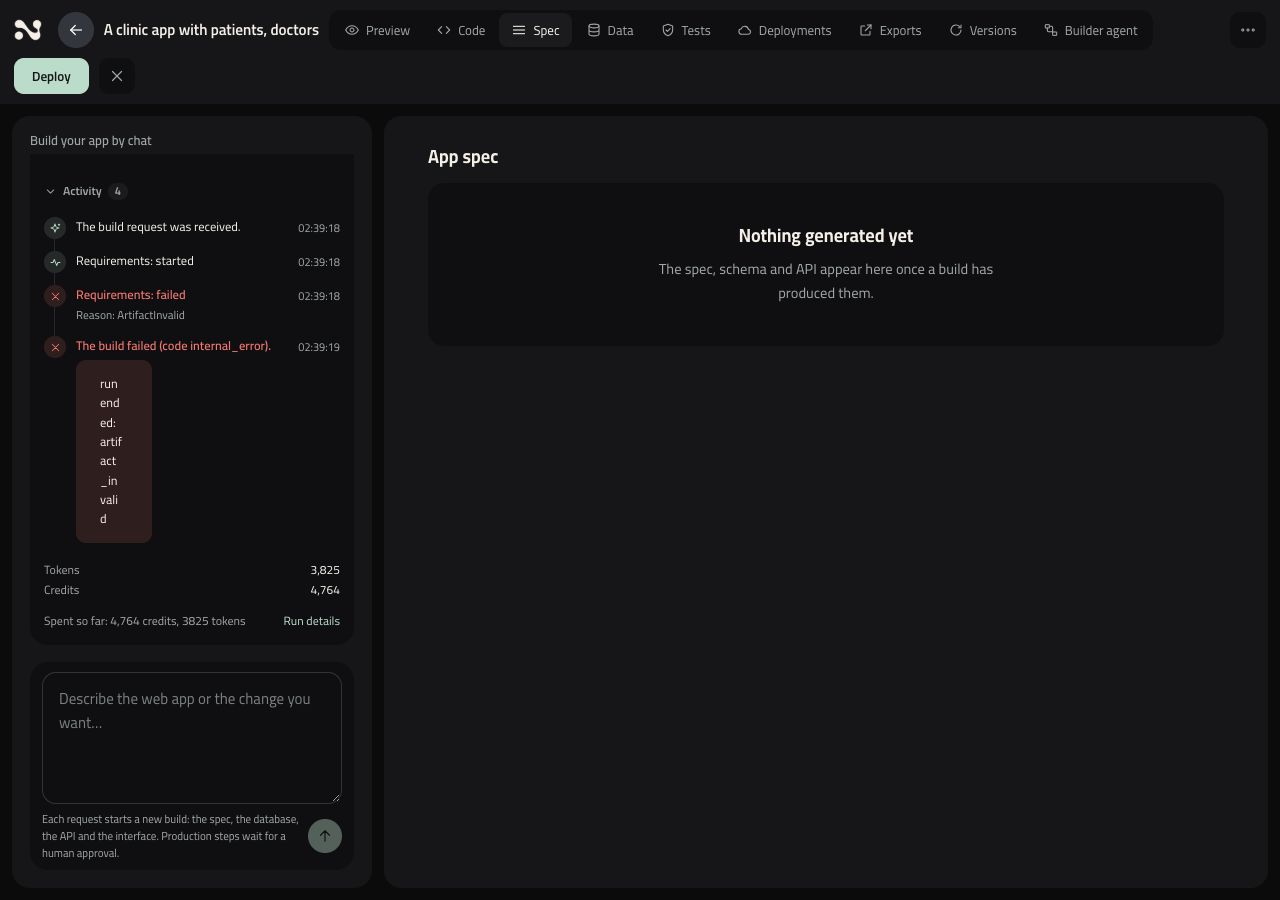 A clinic app with patients, doctors
Preview
Code
Spec
Data
Tests
Deployments
Exports
Versions
Builder agent
Deploy
Build your app by chat
Activity 4
The build request was received. 02:39:18
Requirements: started 02:39:18
Requirements: failed 02:39:18
Reason: ArtifactInvalid
The build failed (code internal_error). 02:39:19
run
end
ed:
artif
act
_in
vali
d
Tokens 3,825
Credits 4,764
Spent so far: 4,764 credits, 3825 tokens Run details
Describe the web app or the change you
want...
Each request starts a new build: the spec, the database,
the API and the interface. Production steps wait for a
human approval.
App spec
Nothing generated yet
The spec, schema and API appear here once a build has
produced them.